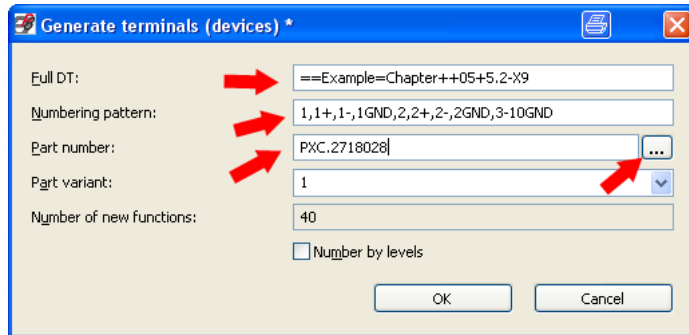 Generate terminals (devices) *
Full DT: ==Example=Chapter++05+5.2-X9
Numbering pattern: 1,1+,1-,1GND,2,2+,2-,2GND,3-10GND
Part number: PXC.2718028 ...
Part variant: 1
Number of new functions: 40
Number by levels
OK Cancel